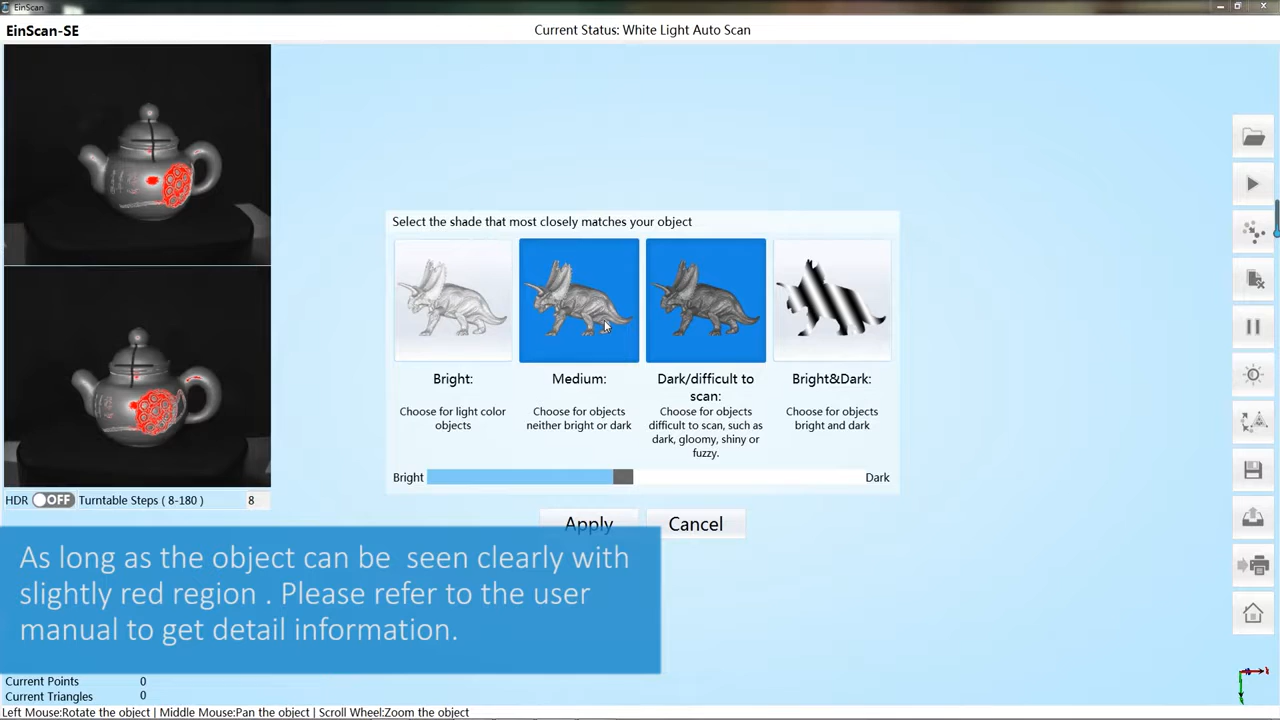 EinScan
EinScan-SE
Current Status: White Light Auto Scan
Select the shade that most closely matches your object
Bright:
Choose for light color
objects
Medium:
Choose for objects
neither bright or dark
Dark/difficult to
scan:
Choose for objects
difficult to scan, such as
dark, gloomy, shiny or
fuzzy.
Bright&Dark:
Choose for objects
bright and dark
Bright
Dark
HDR OFF Turntable Steps ( 8-180 ) 8
Apply
Cancel
As long as the object can be seen clearly with
slightly red region . Please refer to the user
manual to get detail information.
Current Points 0
Current Triangles 0
Left Mouse:Rotate the object | Middle Mouse:Pan the object | Scroll Wheel:Zoom the object